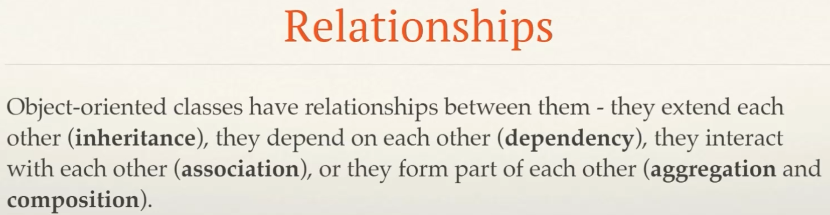 Relationships
Object-oriented classes have relationships between them - they extend each
other (inheritance), they depend on each other (dependency), they interact
with each other (association), or they form part of each other (aggregation and
composition).